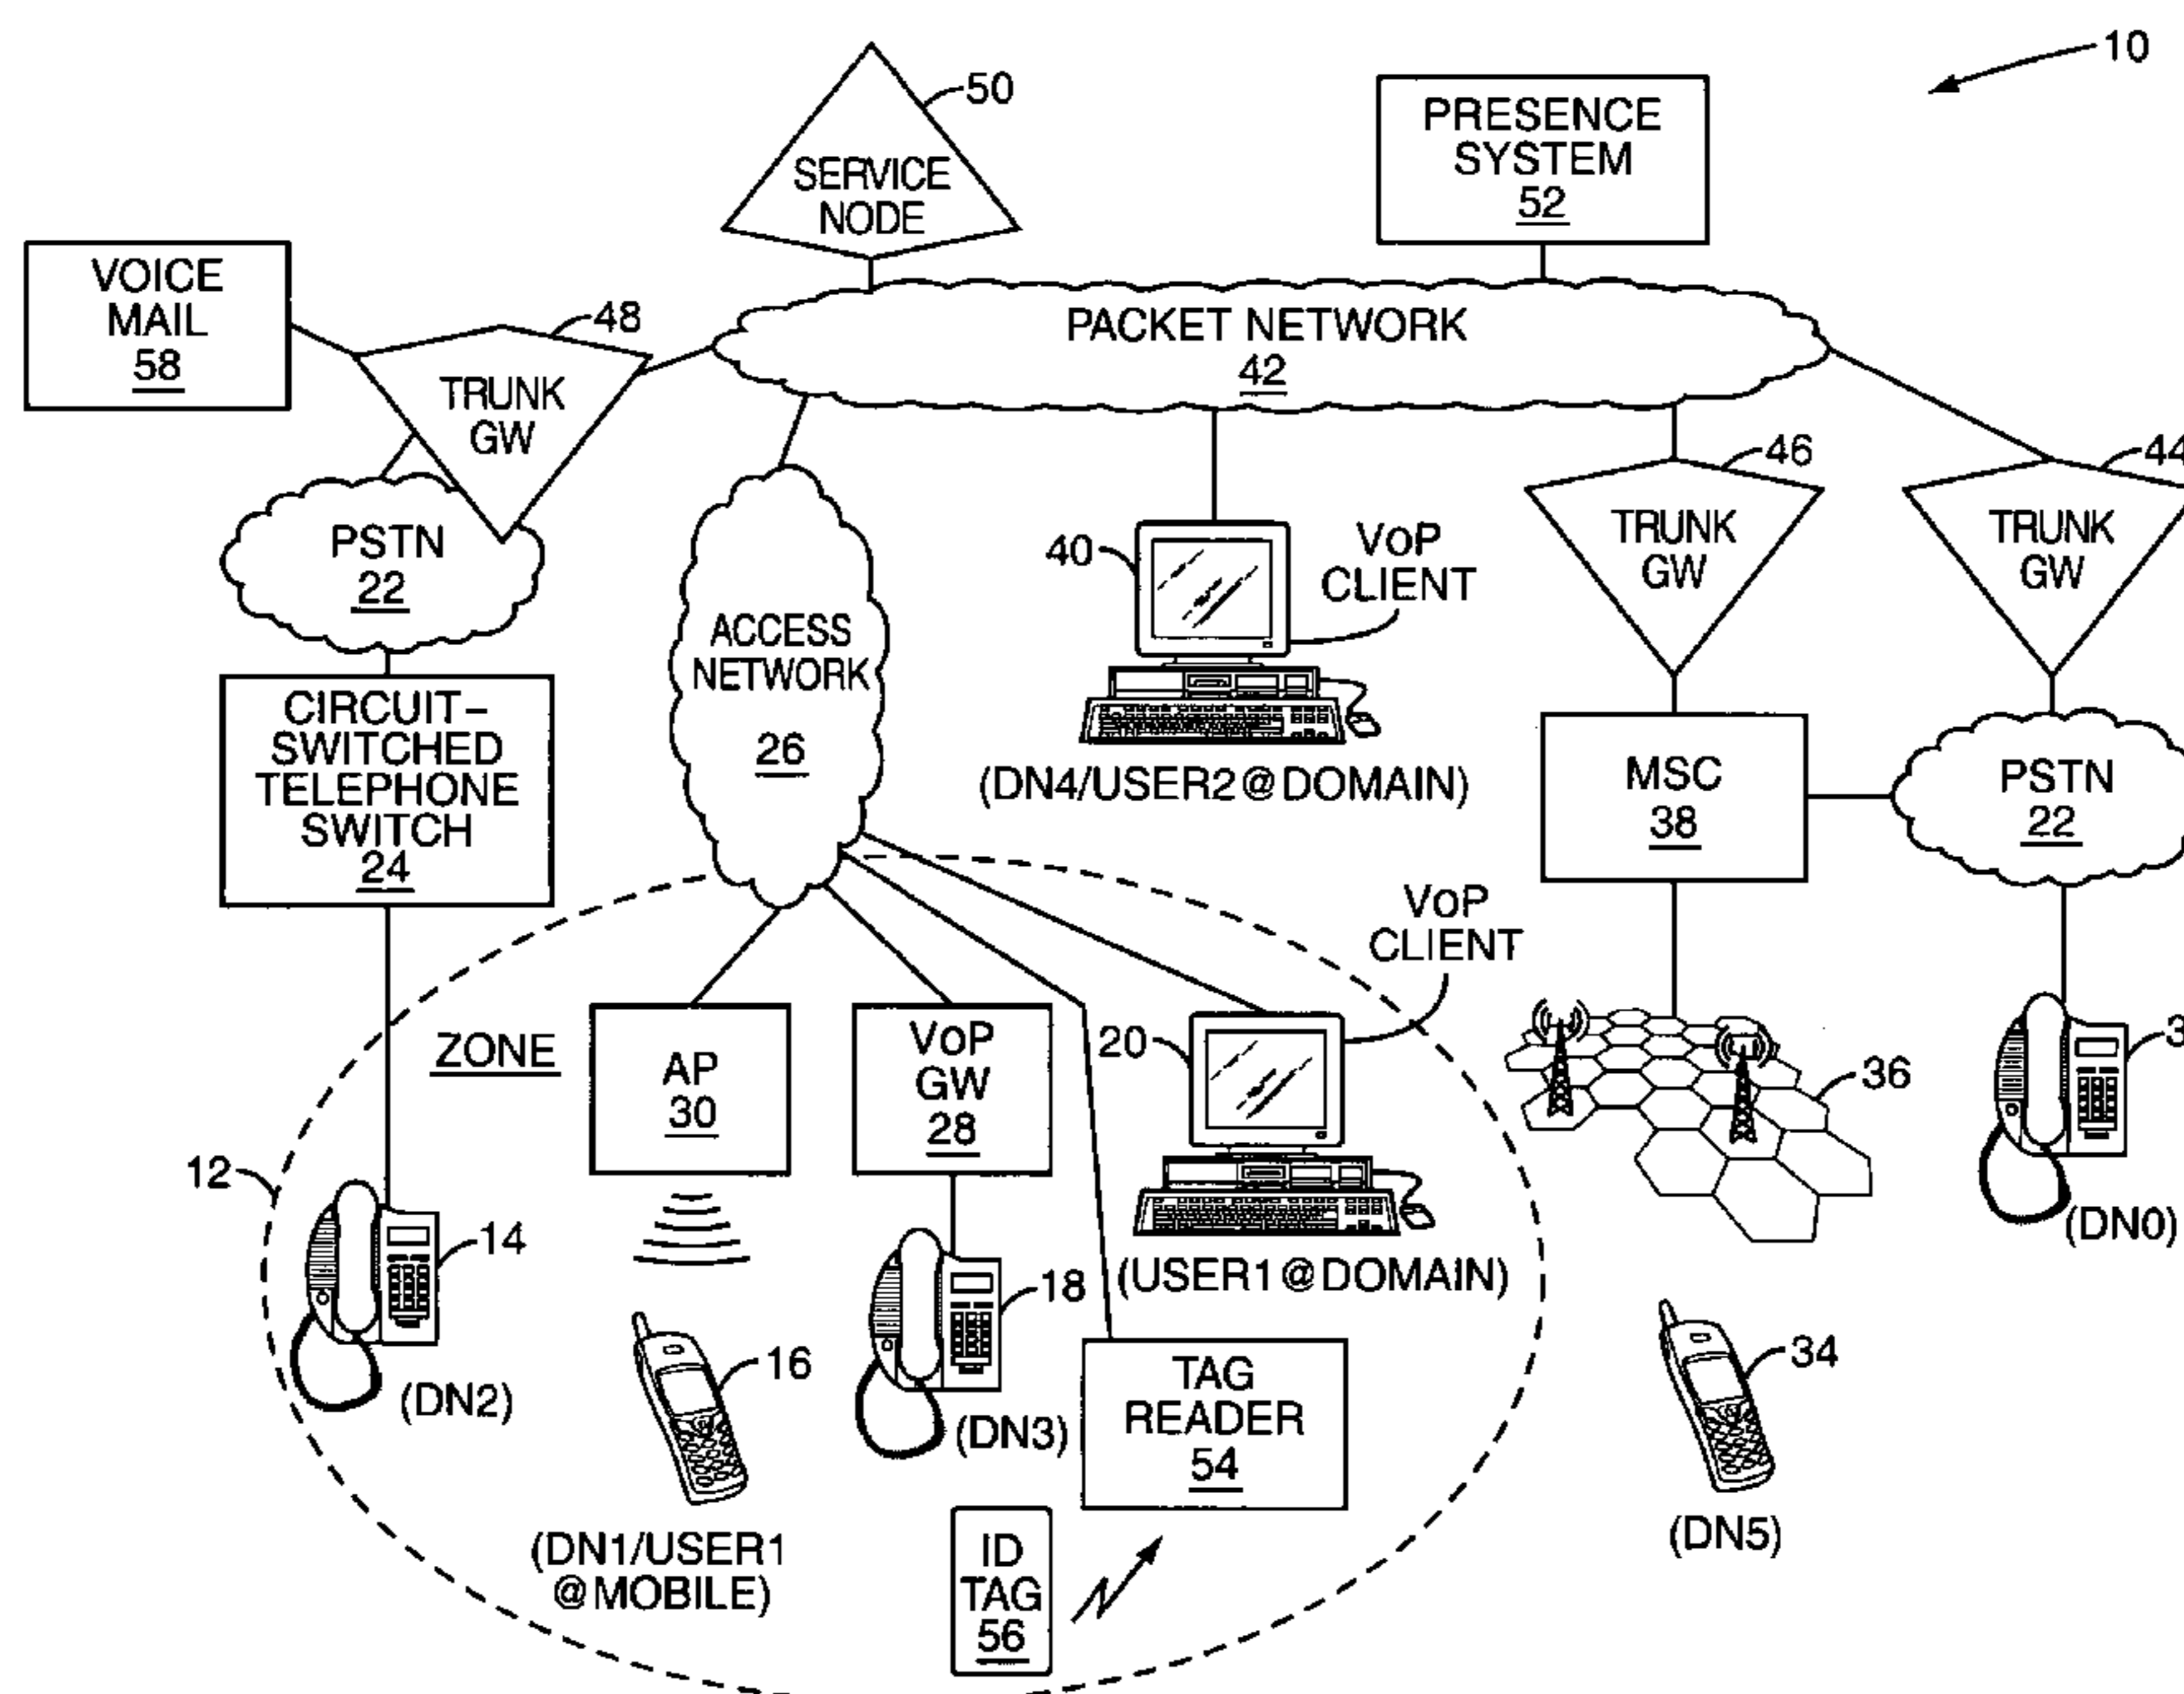 10
50
SERVICE
NODE
PRESENCE
SYSTEM
52
VOICE
MAIL
58
48
TRUNK
GW
PACKET NETWORK
42
46
TRUNK
GW
44
TRUNK
GW
PSTN
22
40
VoP
CLIENT
ACCESS
NETWORK
26
(DN4/USER2@DOMAIN)
CIRCUIT-
SWITCHED
TELEPHONE
SWITCH
24
MSC
38
PSTN
22
VoP
CLIENT
ZONE
AP
30
VoP
GW
28
20
36
12
14
(DN2)
16
(DN1/USER1
@MOBILE)
18
(DN3)
(USER1@DOMAIN)
TAG
READER
54
ID
TAG
56
34
(DN5)
(DN0)